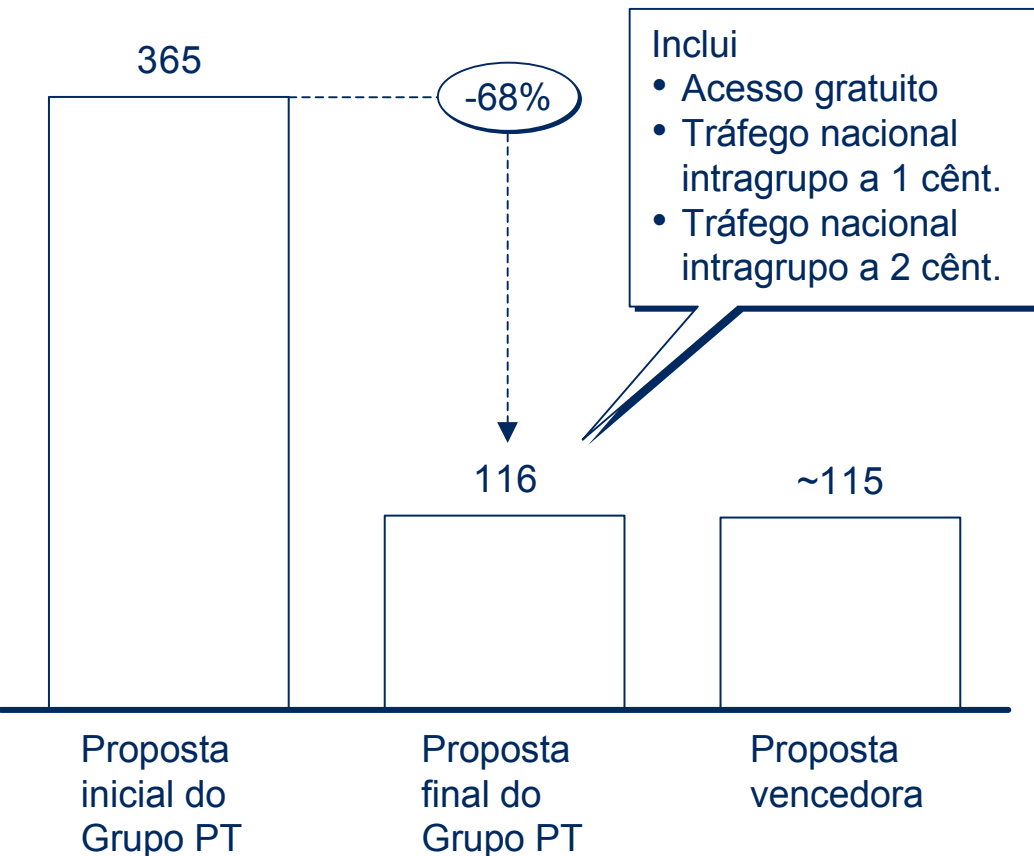 365
-68%
Inclui
• Acesso gratuito
• Tráfego nacional
intragrupo a 1 cênt.
• Tráfego nacional
intragrupo a 2 cênt.
116
~115
Proposta
inicial do
Grupo PT
Proposta
final do
Grupo PT
Proposta
vencedora